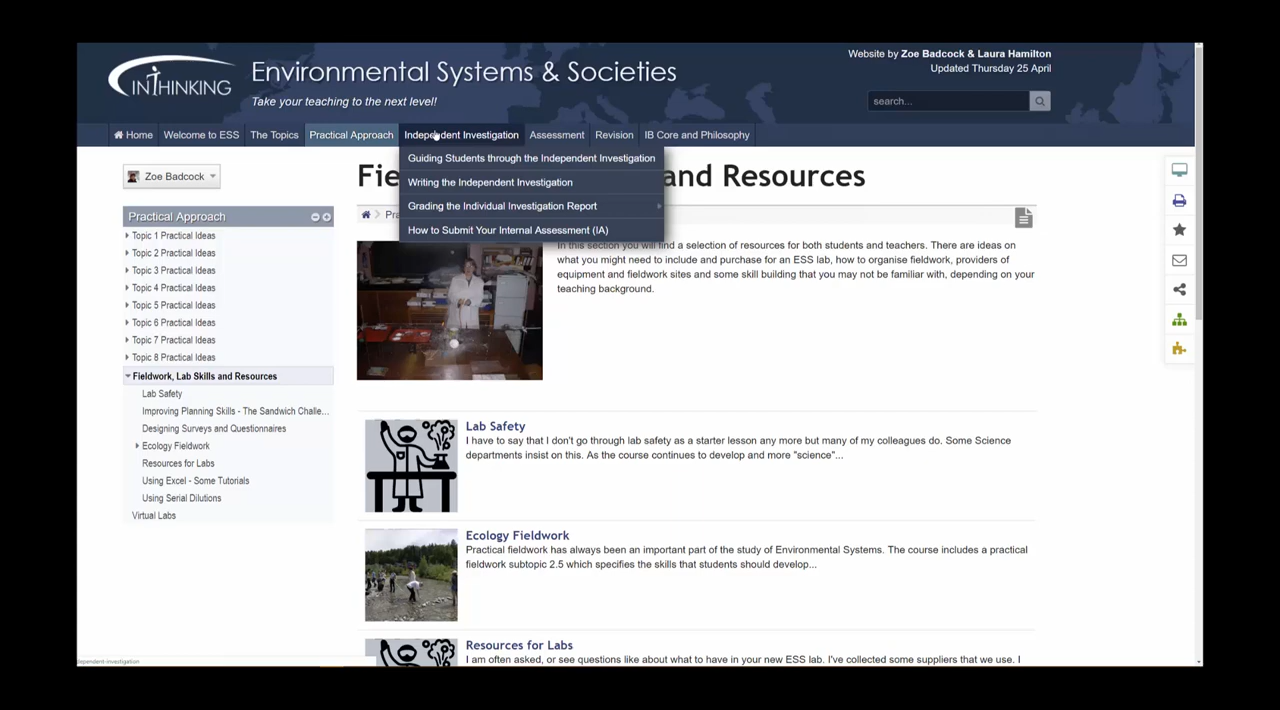 Website by Zoe Badcock & Laura Hamilton
Updated Thursday 25 April
INTHINKING
Environmental Systems & Societies
Take your teaching to the next level!
search...
Home Welcome to ESS The Topics Practical Approach Independent Investigation Assessment Revision IB Core and Philosophy
Guiding Students through the Independent Investigation
Writing the Independent Investigation
Grading the Individual Investigation Report
How to Submit Your Internal Assessment (IA)
Zoe Badcock
Practical Approach
Topic 1 Practical Ideas
Topic 2 Practical Ideas
Topic 3 Practical Ideas
Topic 4 Practical Ideas
Topic 5 Practical Ideas
Topic 6 Practical Ideas
Topic 7 Practical Ideas
Topic 8 Practical Ideas
Fieldwork, Lab Skills and Resources
Lab Safety
Improving Planning Skills - The Sandwich Challe...
Designing Surveys and Questionnaires
Ecology Fieldwork
Resources for Labs
Using Excel - Some Tutorials
Using Serial Dilutions
Virtual Labs
Fie and Resources
Pra
In this section you will find a selection of resources for both students and teachers. There are ideas on
what you might need to include and purchase for an ESS lab, how to organise fieldwork, providers of
equipment and fieldwork sites and some skill building that you may not be familiar with, depending on your
teaching background.
Lab Safety
I have to say that I don't go through lab safety as a starter lesson any more but many of my colleagues do. Some Science
departments insist on this. As the course continues to develop and more "science"...
Ecology Fieldwork
Practical fieldwork has always been an important part of the study of Environmental Systems. The course includes a practical
fieldwork subtopic 2.5 which specifies the skills that students should develop...
Resources for Labs
I am often asked, or see questions like about what to have in your new ESS lab. I've collected some suppliers that we use. I
dependent-investigation